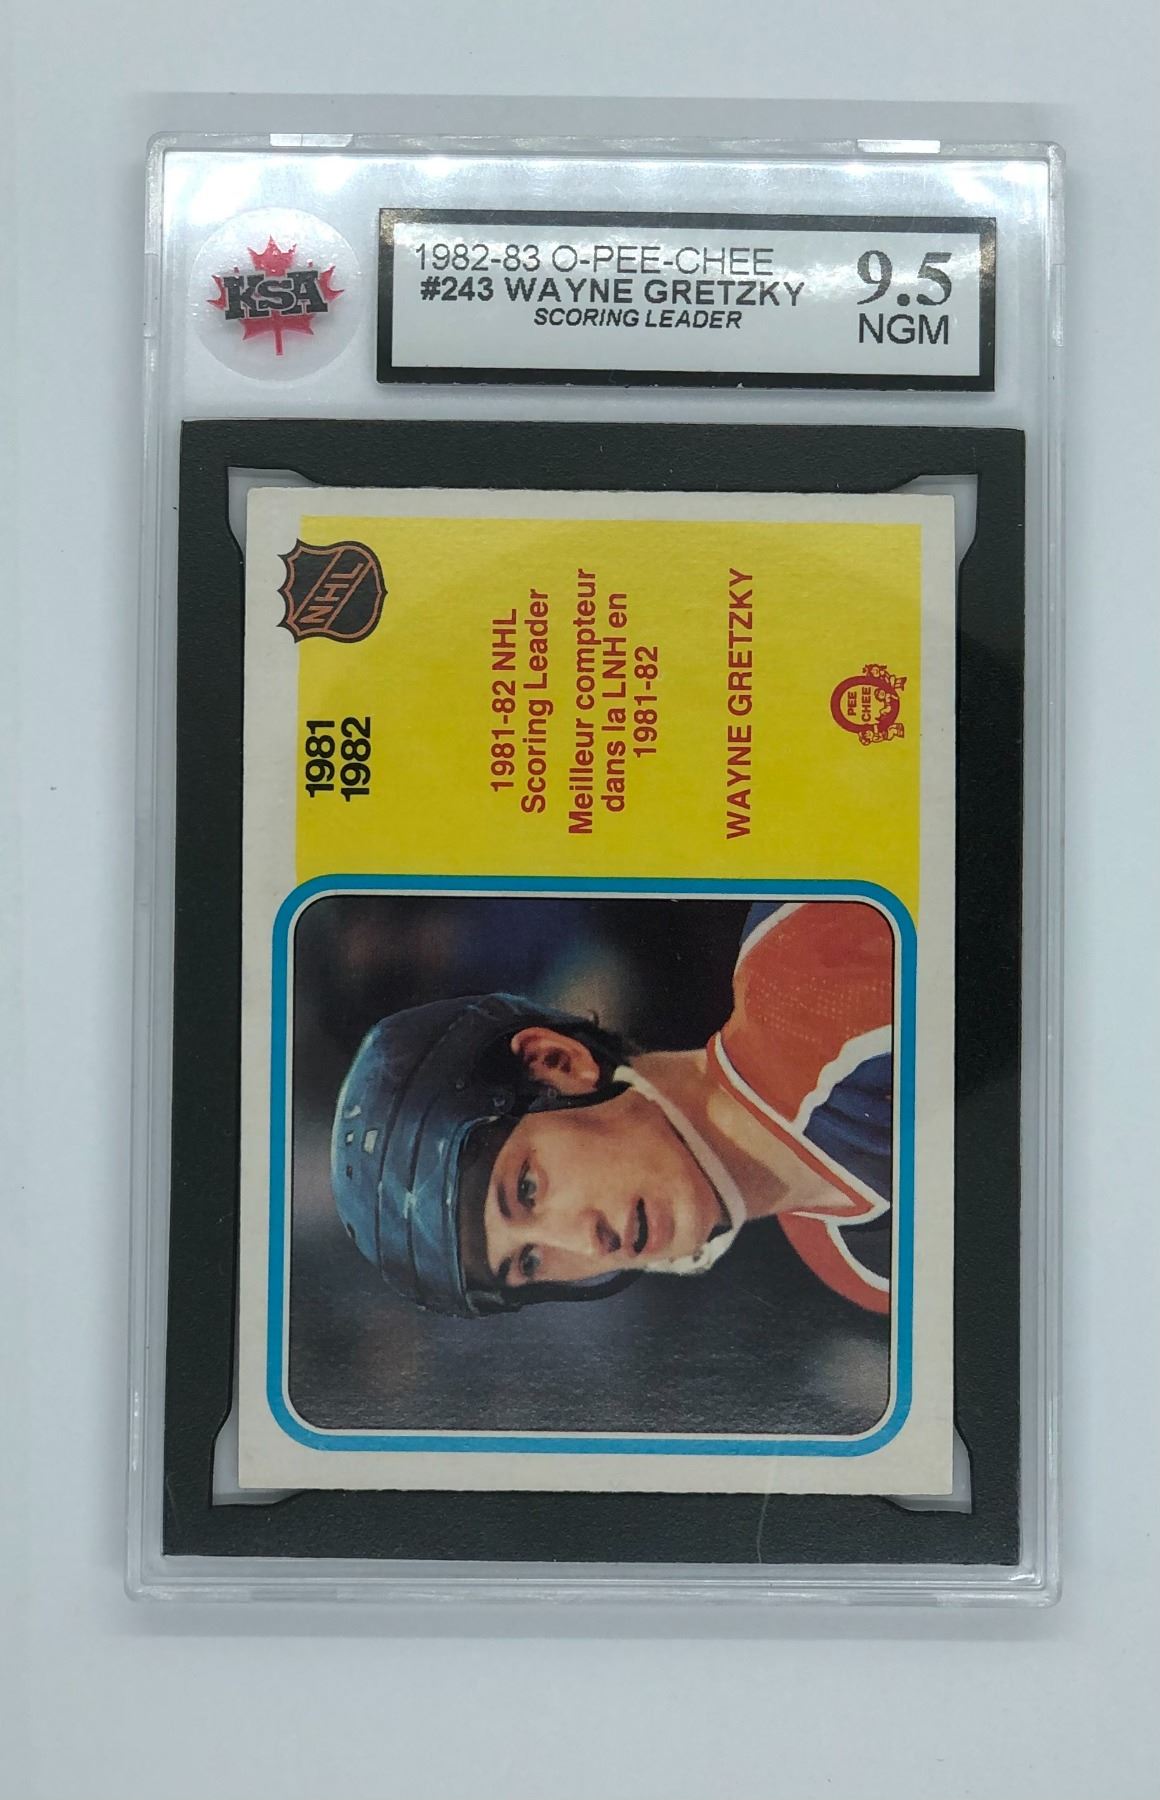 KSA
1982-83 O-PEE-CHEE
#243 WAYNE GRETZKY
SCORING LEADER
9.5
NGM
NHL
1981
1982
1981-82 NHL
Scoring Leader
Meilleur compteur
dans la LNH en
1981-82
WAYNE GRETZKY
O
PEE
CHEE